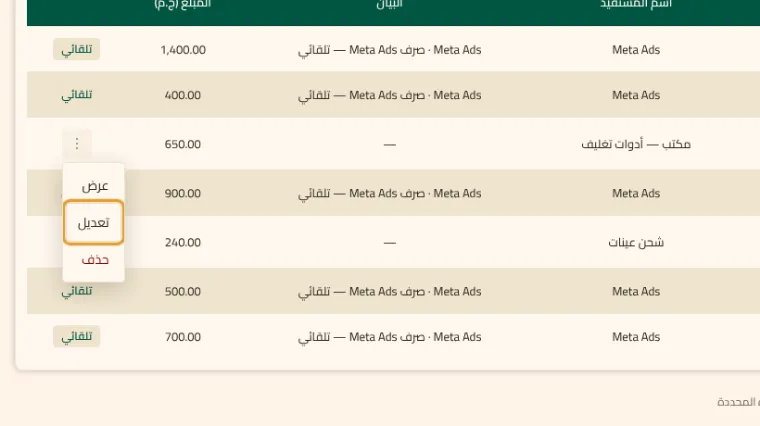 اسم المستفيد البيان المبلغ (ج.م)
Meta Ads Meta Ads · صرف Meta Ads — تلقائي 1,400.00 تلقائي
Meta Ads Meta Ads · صرف Meta Ads — تلقائي 400.00 تلقائي
مكتب — أدوات تغليف — 650.00 ⋮
عرض
Meta Ads Meta Ads · صرف Meta Ads — تلقائي 900.00
تعديل
شحن عينات — 240.00
حذف
Meta Ads Meta Ads · صرف Meta Ads — تلقائي 500.00 تلقائي
Meta Ads Meta Ads · صرف Meta Ads — تلقائي 700.00 تلقائي
المحددة